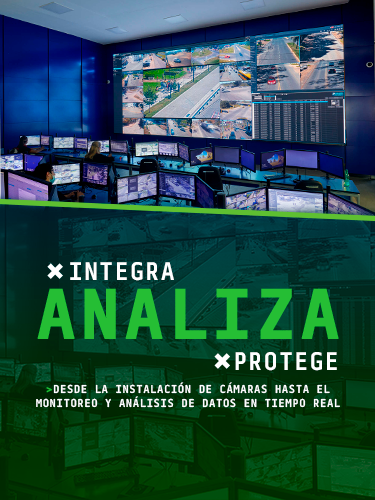 ✖INTEGRA
ANALIZA
✖PROTEGE
>DESDE LA INSTALACIÓN DE CÁMARAS HASTA EL
MONITOREO Y ANÁLISIS DE DATOS EN TIEMPO REAL